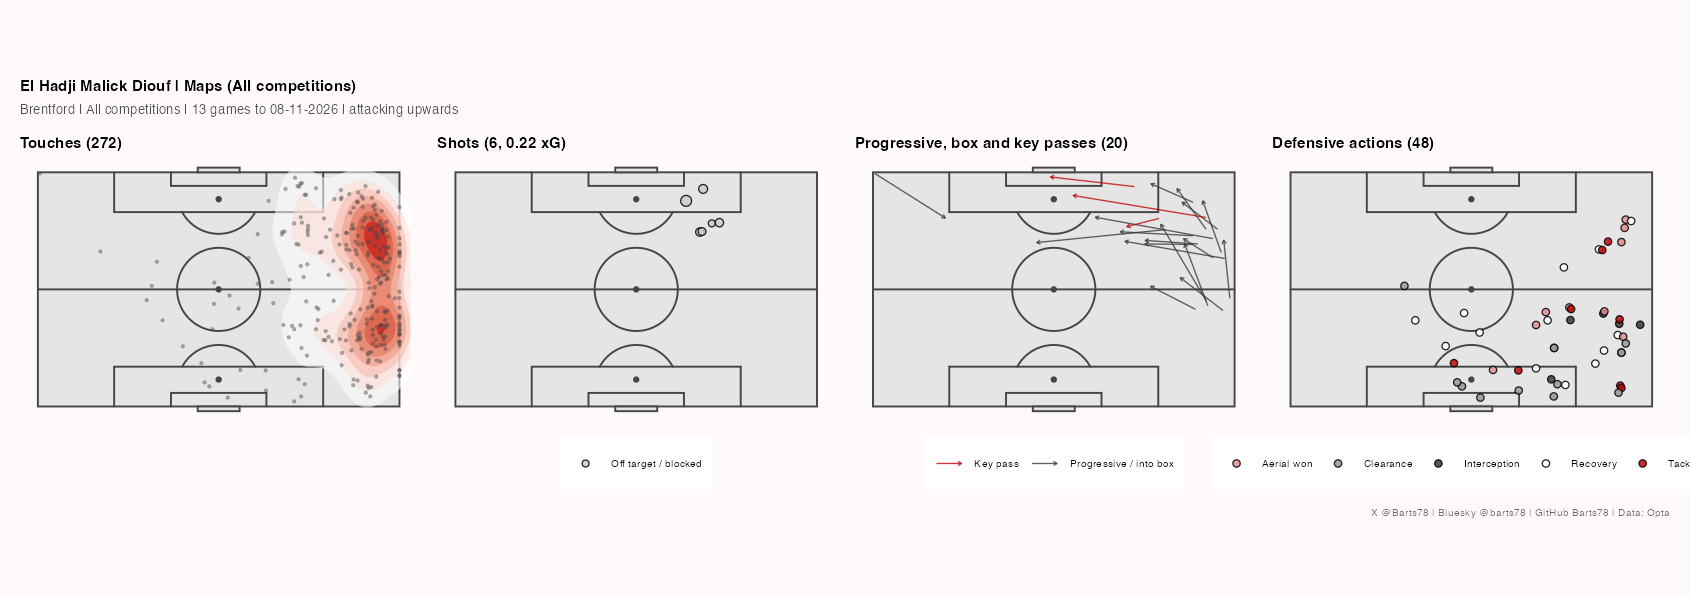 El Hadji Malick Diouf | Maps (All competitions)
Brentford | All competitions | 13 games to 08-11-2026 | attacking upwards
Touches (272)
Shots (6, 0.22 xG)
Progressive, box and key passes (20)
Defensive actions (48)
Off target / blocked
Key pass
Progressive / into box
Aerial won
Clearance
Interception
Recovery
Tack
X @Barts78 | Bluesky @barts78 | GitHub Barts78 | Data: Opta